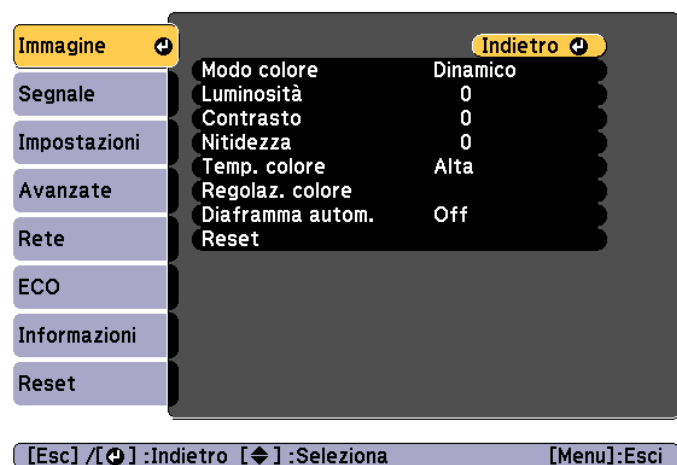 Immagine
Segnale
Impostazioni
Avanzate
Rete
ECO
Informazioni
Reset
Indietro
Modo colore Dinamico
Luminosità 0
Contrasto 0
Nitidezza 0
Temp. colore Alta
Regolaz. colore
Diaframma autom. Off
Reset
[Esc] /[⏎] :Indietro [◆] :Seleziona [Menu]:Esci